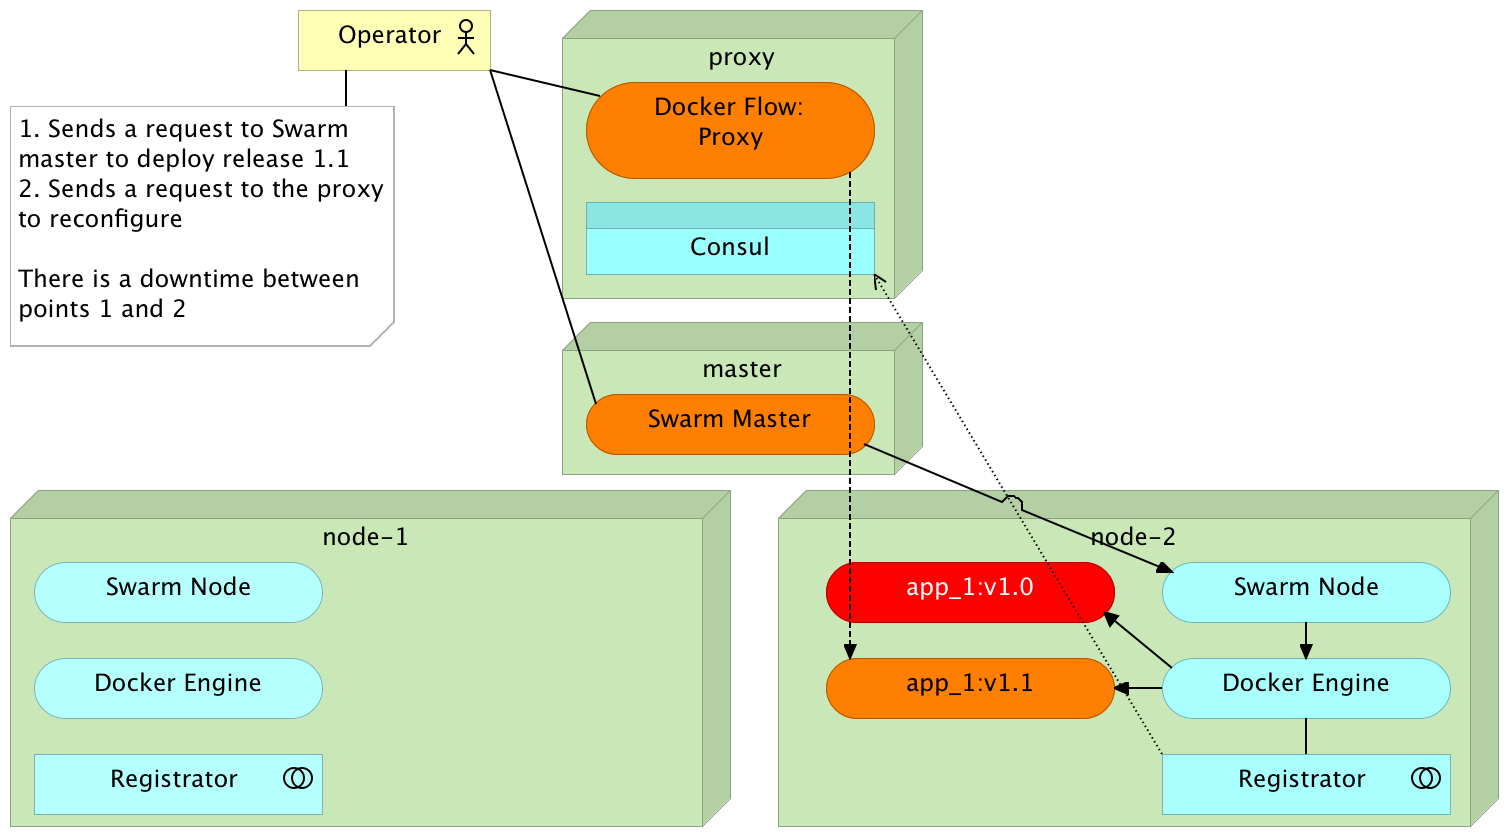 Operator
1. Sends a request to Swarm
master to deploy release 1.1
2. Sends a request to the proxy
to reconfigure
There is a downtime between
points 1 and 2
proxy
Docker Flow:
Proxy
Consul
master
Swarm Master
node-1
Swarm Node
Docker Engine
Registrator
node-2
app_1:v1.0
Swarm Node
app_1:v1.1
Docker Engine
Registrator